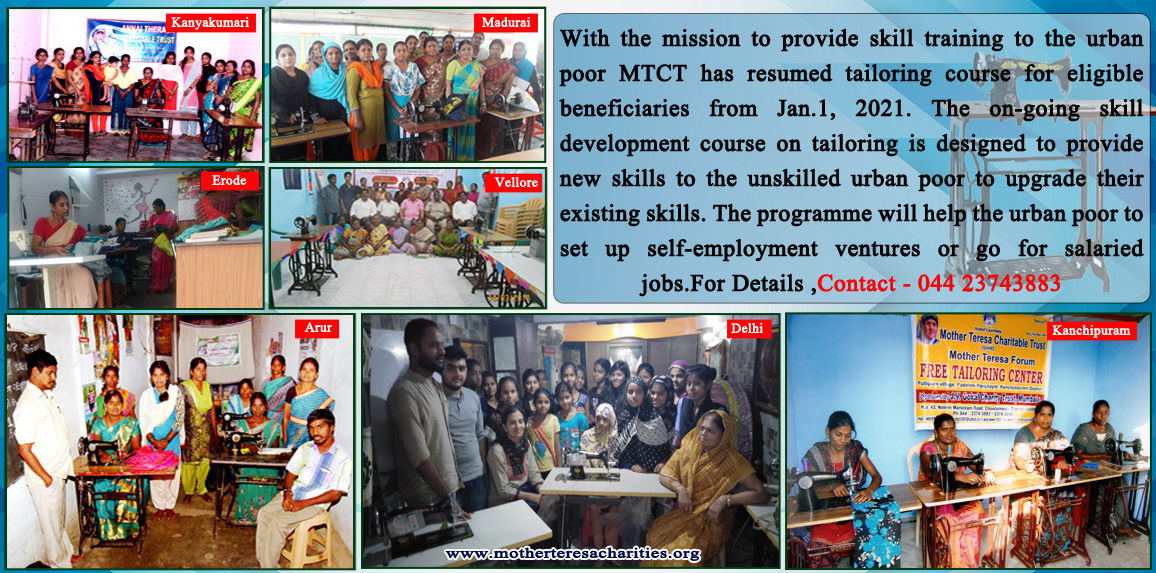 Kanyakumari
Madurai
With the mission to provide skill training to the urban
poor MTCT has resumed tailoring course for eligible
beneficiaries from Jan.1, 2021. The on-going skill
development course on tailoring is designed to provide
new skills to the unskilled urban poor to upgrade their
existing skills. The programme will help the urban poor to
set up self-employment ventures or go for salaried
jobs.For Details ,Contact - 044 23743883
Erode
Vellore
Arur
Delhi
Kanchipuram
Mother Teresa Charitable Trust
Mother Teresa Forum
FREE TAILORING CENTER
www.motherteresacharities.org